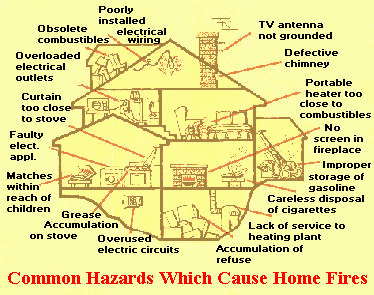 Poorly
installed
electrical
wiring
Obsolete
combustibles
Overloaded
electrical
outlets
Curtain
too close
to stove
Faulty
elect.
appl.
Matches
within
reach of
children
Grease
Accumulation
on stove
Overused
electric circuits
TV antenna
not grounded
Defective
chimney
Portable
heater too
close to
combustibles
No
screen in
fireplace
Improper
storage of
gasoline
Careless disposal
of cigarettes
Lack of service to
heating plant
Accumulation of
refuse
Common Hazards Which Cause Home Fires